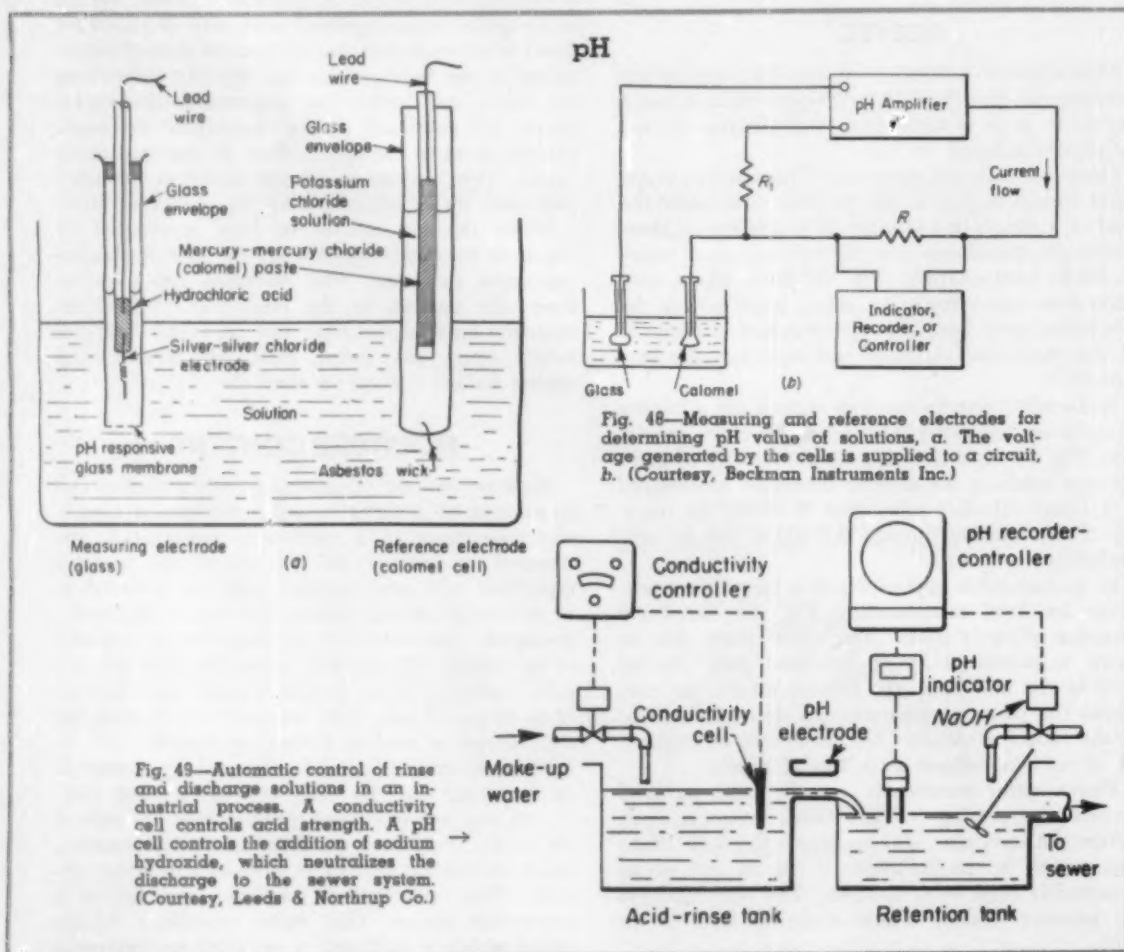 pH
Lead
wire
Glass
envelope
Hydrochloric acid
Silver-silver chloride
electrode
pH responsive
glass membrane
Measuring electrode
(glass)
(a)
Lead
wire
Glass
envelope
Potassium
chloride
solution
Mercury-mercury chloride
(calomel) paste
Solution
Asbestos wick
Reference electrode
(calomel cell)
pH Amplifier
Current
flow
R₁
R
Indicator,
Recorder, or
Controller
Glass
Calomel
(b)
Fig. 48—Measuring and reference electrodes for
determining pH value of solutions, a. The volt-
age generated by the cells is supplied to a circuit,
b. (Courtesy, Beckman Instruments Inc.)
Conductivity
controller
pH recorder-
controller
pH
indicator
NaOH
Conductivity
cell
pH
electrode
Make-up
water
To
sewer
Acid-rinse tank
Retention tank
Fig. 49—Automatic control of rinse
and discharge solutions in an in-
dustrial process. A conductivity
cell controls acid strength. A pH
cell controls the addition of sodium
hydroxide, which neutralizes the
discharge to the sewer system.
(Courtesy, Leeds & Northrup Co.)